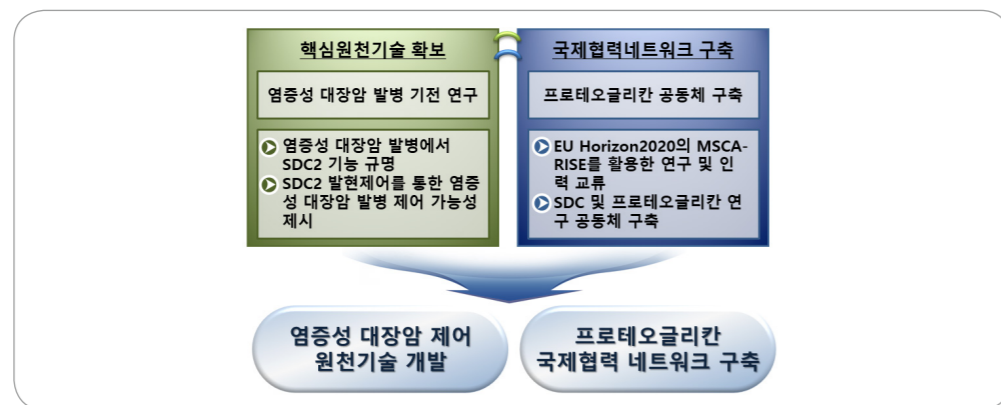 핵심원천기술 확보
염증성 대장암 발병 기전 연구
염증성 대장암 발병에서
SDC2 기능 규명
SDC2 발현제어를 통한 염증
성 대장암 발병 제어 가능성
제시
국제협력네트워크 구축
프로테오글리칸 공동체 구축
EU Horizon2020의 MSCA-
RISE를 활용한 연구 및 인
력 교류
SDC 및 프로테오글리칸 연
구 공동체 구축
염증성 대장암 제어
원천기술 개발
프로테오글리칸
국제협력 네트워크 구축